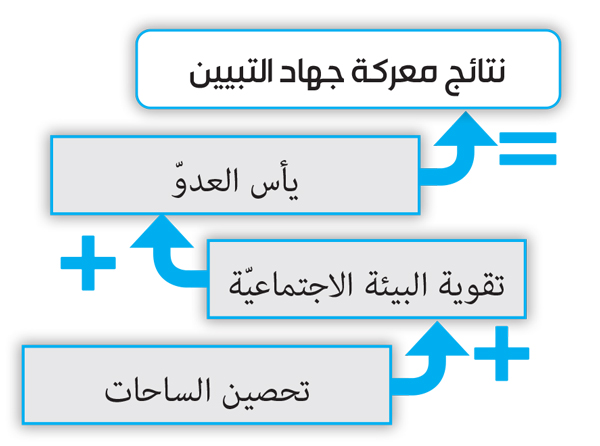 نتائج معركة جهاد التبيين
=
يأس العدوّ
+
تقوية البيئة الاجتماعيّة
+
تحصين الساحات